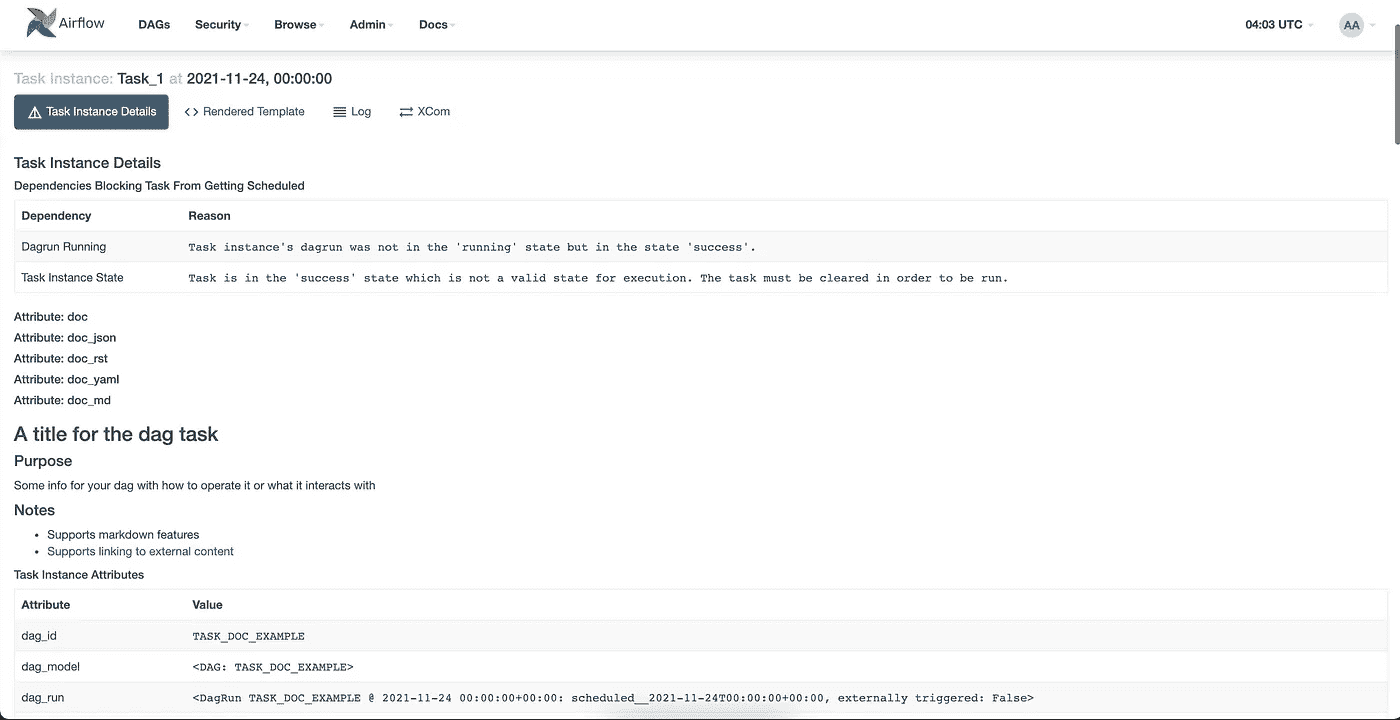 Airflow DAGs Security Browse Admin Docs 04:03 UTC AA
Task Instance: Task_1 at 2021-11-24, 00:00:00
Task Instance Details Rendered Template Log XCom
Task Instance Details
Dependencies Blocking Task From Getting Scheduled
Dependency Reason
Dagrun Running Task instance's dagrun was not in the 'running' state but in the state 'success'.
Task Instance State Task is in the 'success' state which is not a valid state for execution. The task must be cleared in order to be run.
Attribute: doc
Attribute: doc_json
Attribute: doc_rst
Attribute: doc_yaml
Attribute: doc_md
A title for the dag task
Purpose
Some info for your dag with how to operate it or what it interacts with
Notes
• Supports markdown features
• Supports linking to external content
Task Instance Attributes
Attribute Value
dag_id TASK_DOC_EXAMPLE
dag_model <DAG: TASK_DOC_EXAMPLE>
dag_run <DagRun TASK_DOC_EXAMPLE @ 2021-11-24 00:00:00+00:00: scheduled__2021-11-24T00:00:00+00:00, externally triggered: False>